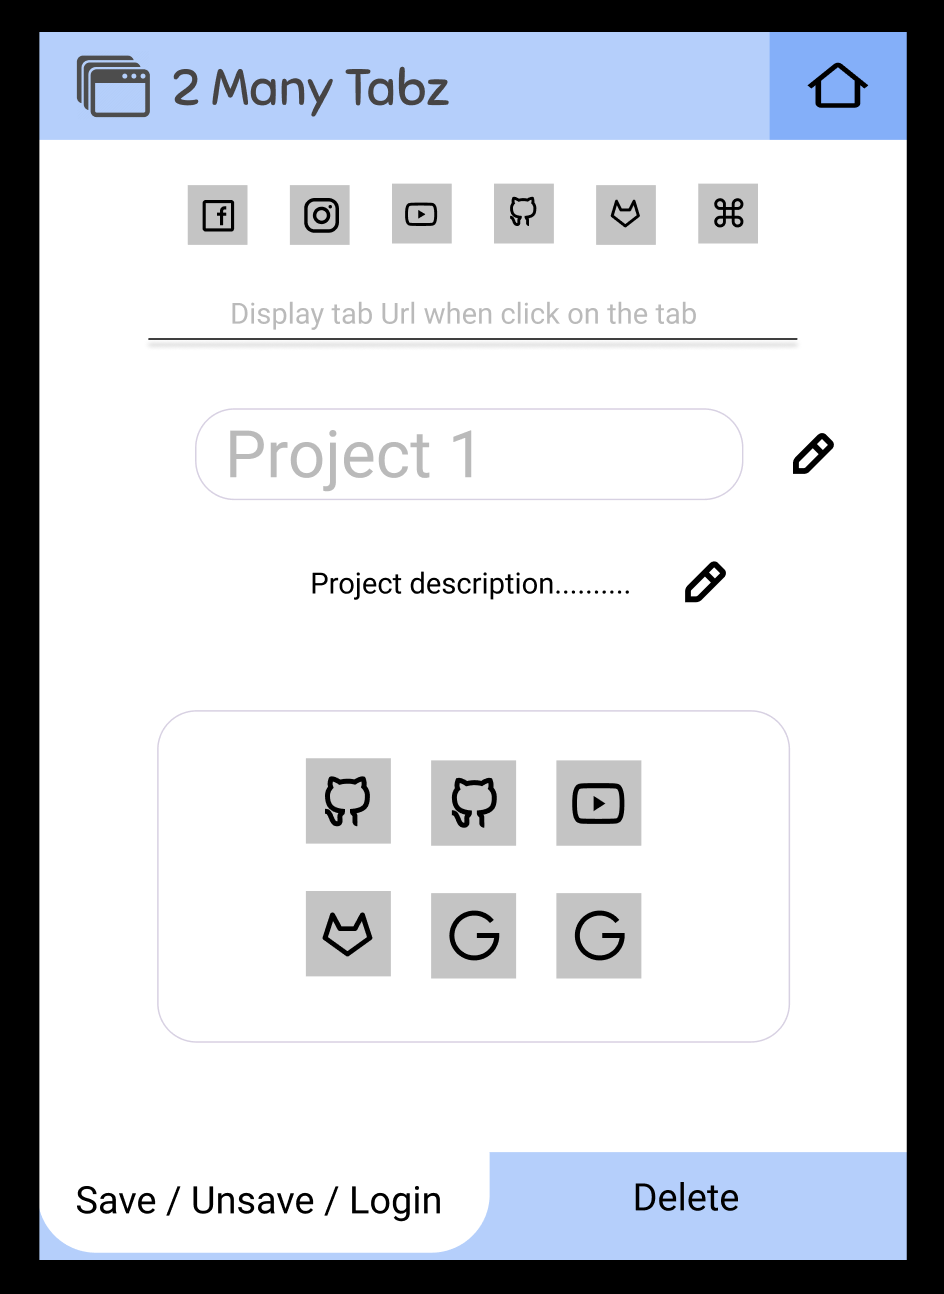 2 Many Tabz
Display tab Url when click on the tab
Project 1
Project description..........
Save / Unsave / Login
Delete